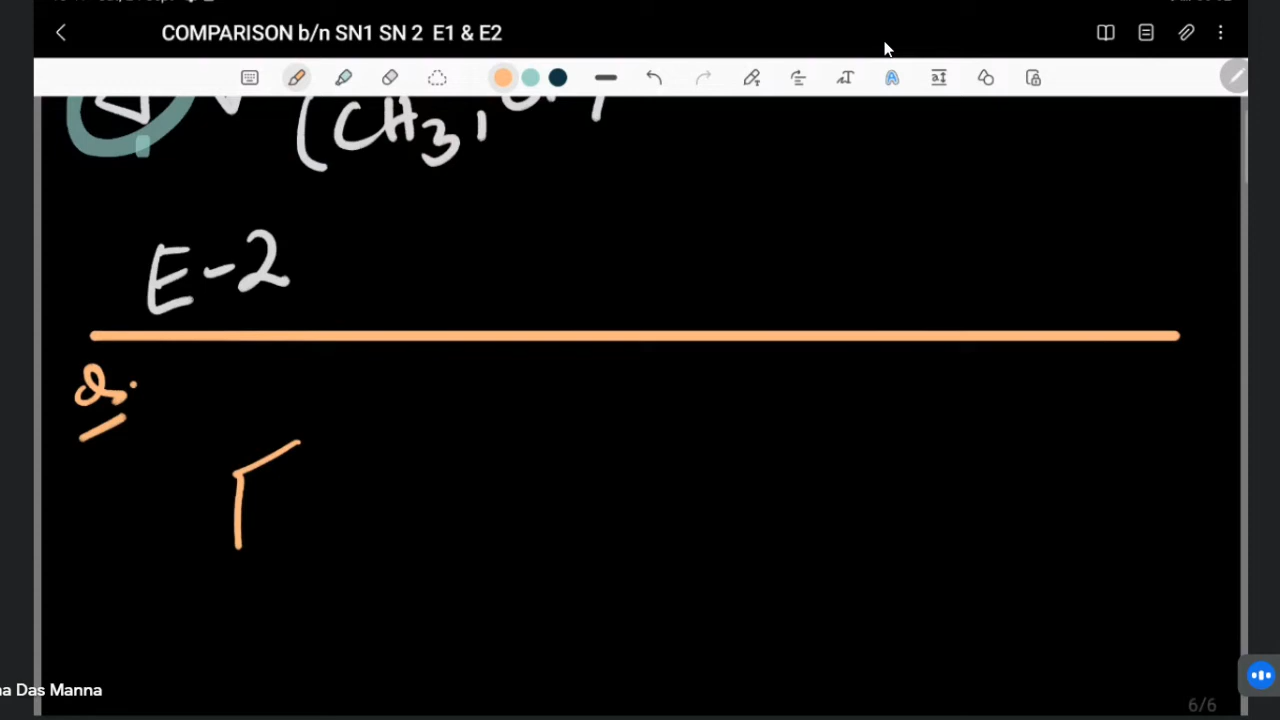 COMPARISON b/n SN1 SN 2 E1 & E2
(CH3,
E-2
Q.
a Das Manna
6/6